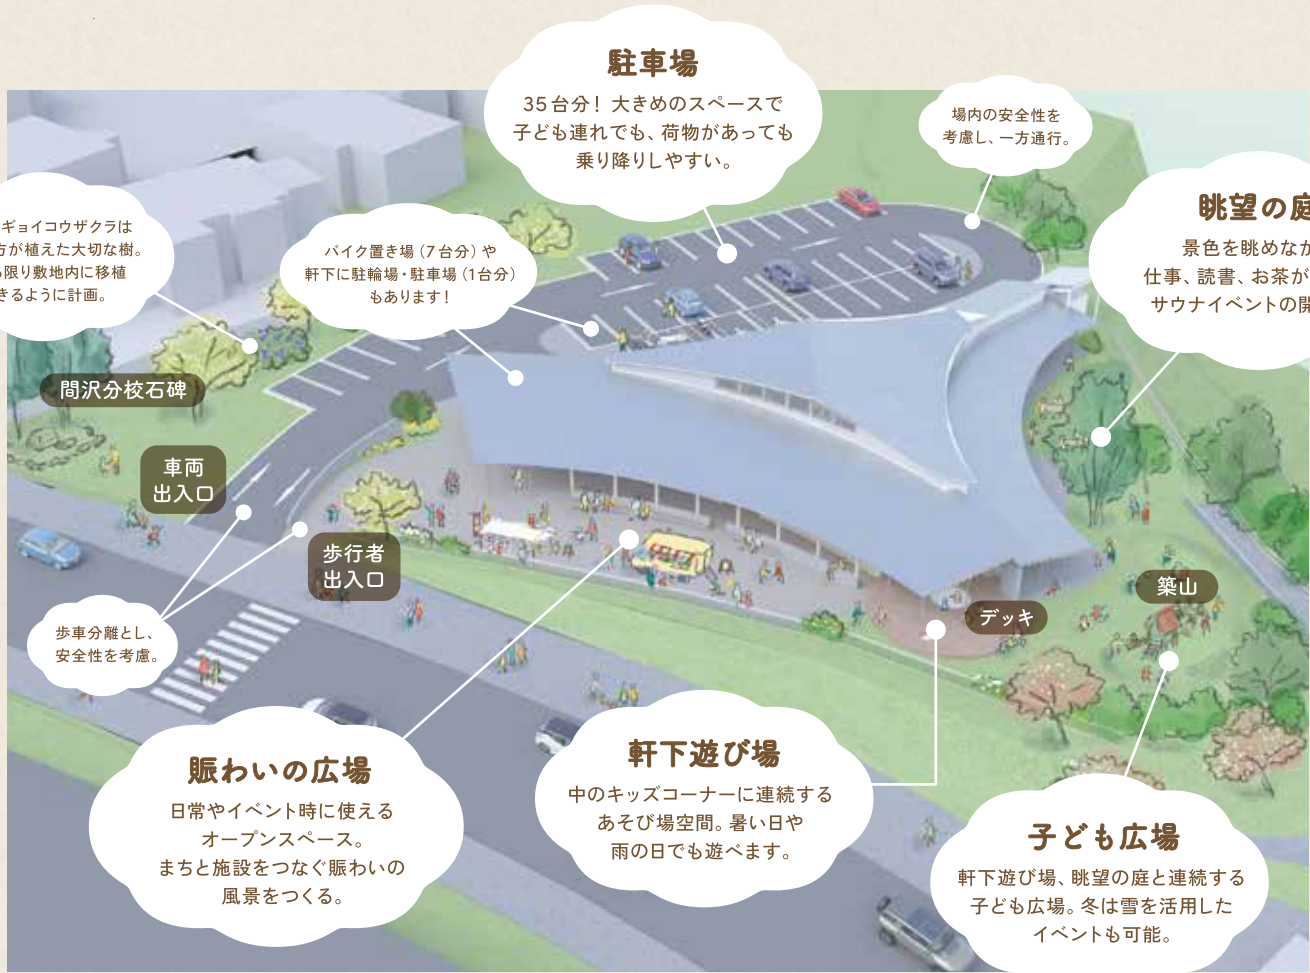 駐車場
35台分！大きめのスペースで
子ども連れでも、荷物があっても
乗り降りしやすい。
場内の安全性を
考慮し、一方通行。
眺望の庭
景色を眺めなが
仕事、読書、お茶が
サウナイベントの開
ギョイコウザクラは
方が植えた大切な樹。
限り敷地内に移植
きるように計画。
バイク置き場（7台分）や
軒下に駐輪場・駐車場（1台分）
もあります！
間沢分校石碑
車両
出入口
歩行者
出入口
歩車分離とし、
安全性を考慮。
築山
デッキ
賑わいの広場
日常やイベント時に使える
オープンスペース。
まちと施設をつなぐ賑わいの
風景をつくる。
軒下遊び場
中のキッズコーナーに連続する
あそび場空間。暑い日や
雨の日でも遊べます。
子ども広場
軒下遊び場、眺望の庭と連続する
子ども広場。冬は雪を活用した
イベントも可能。